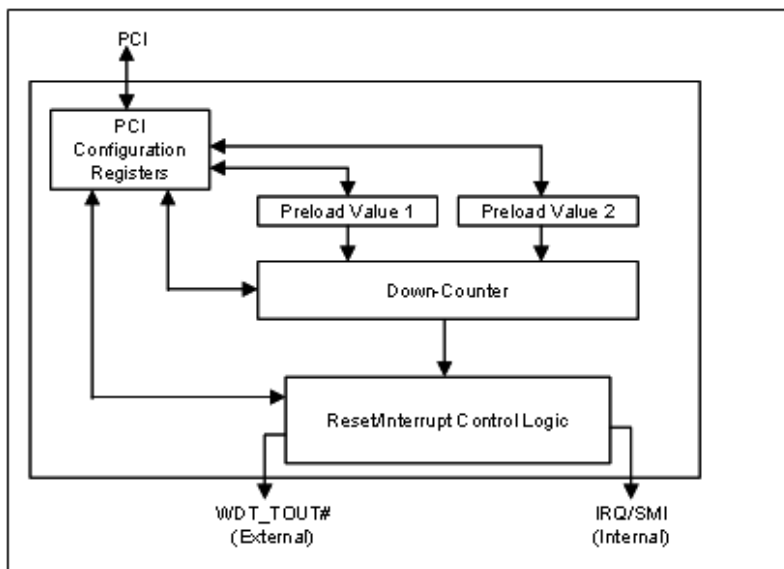 PCI
PCI
Configuration
Registers
Preload Value 1
Preload Value 2
Down-Counter
Reset/Interrupt Control Logic
WDT_TOUT#
(External)
IRQ/SMI
(Internal)